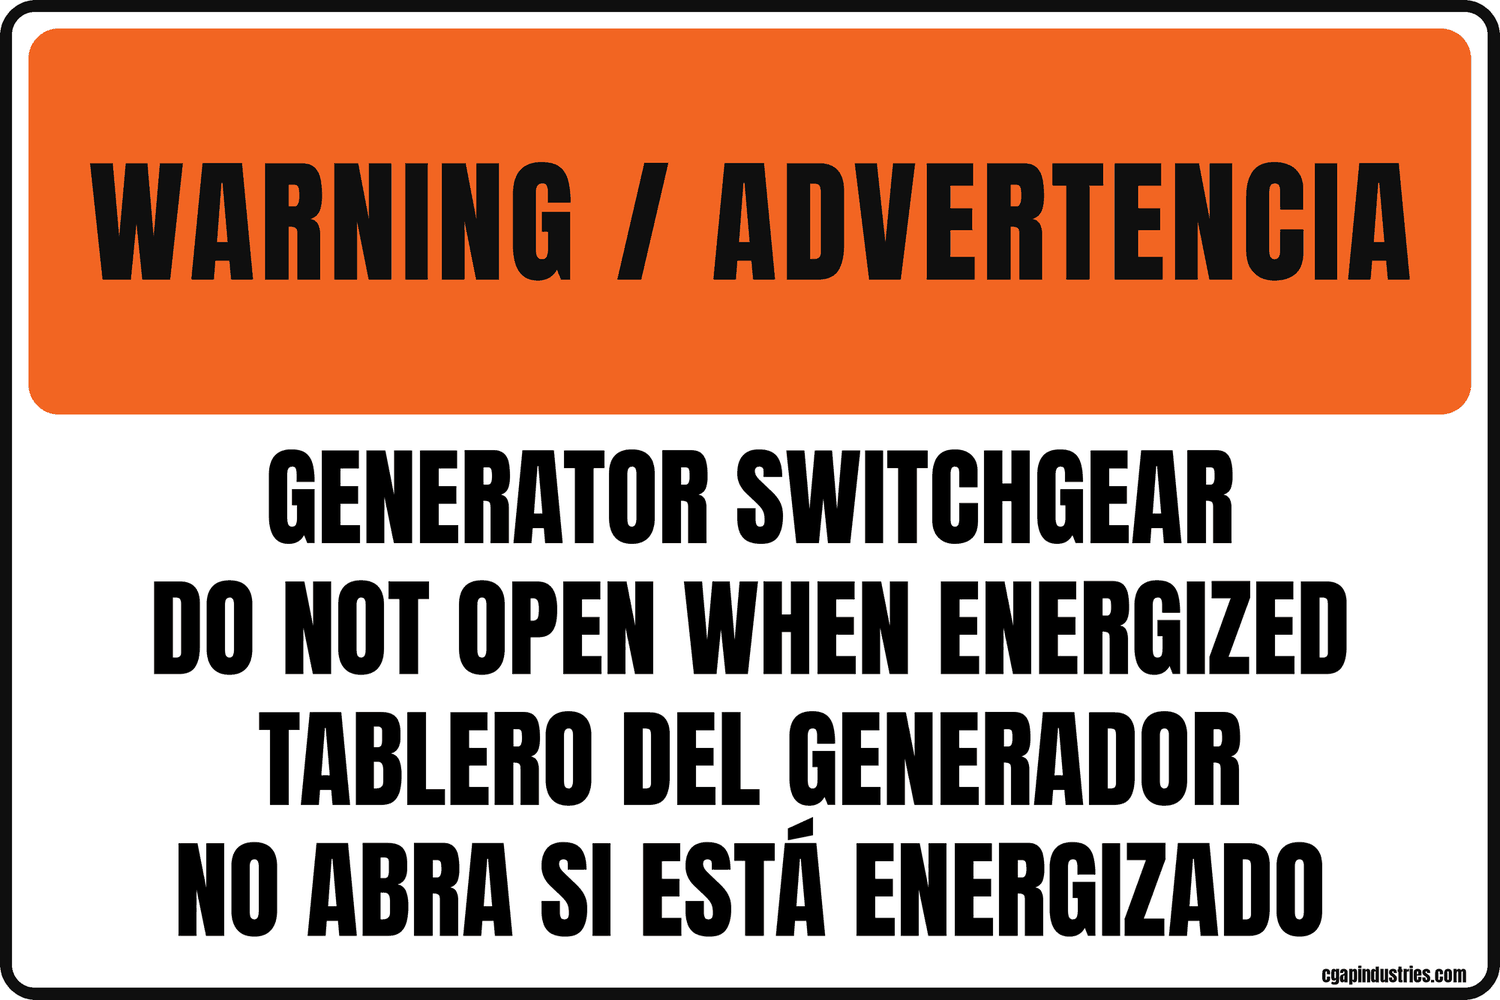 WARNING / ADVERTENCIA
GENERATOR SWITCHGEAR
DO NOT OPEN WHEN ENERGIZED
TABLERO DEL GENERADOR
NO ABRA SI ESTÁ ENERGIZADO
cgapindustries.com